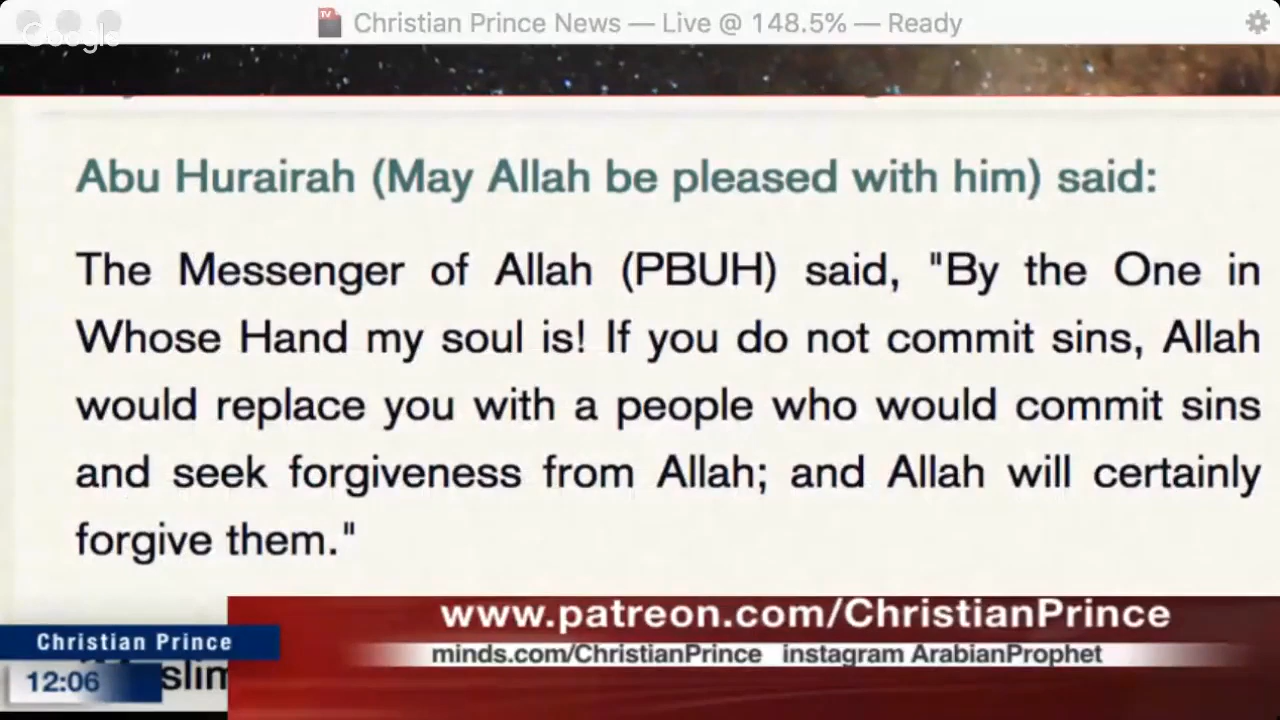 TV Christian Prince News — Live @ 148.5% — Ready
Google
Abu Hurairah (May Allah be pleased with him) said:
The Messenger of Allah (PBUH) said, "By the One in
Whose Hand my soul is! If you do not commit sins, Allah
would replace you with a people who would commit sins
and seek forgiveness from Allah; and Allah will certainly
forgive them."
www.patreon.com/ChristianPrince
Christian Prince
minds.com/ChristianPrince instagram ArabianProphet
12:06